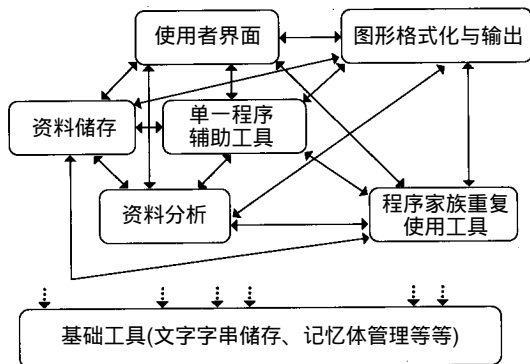 使用者界面
图形格式化与输出
资料储存
单一程序
辅助工具
资料分析
程序家族重复
使用工具
基础工具(文字字串储存、记忆体管理等等)